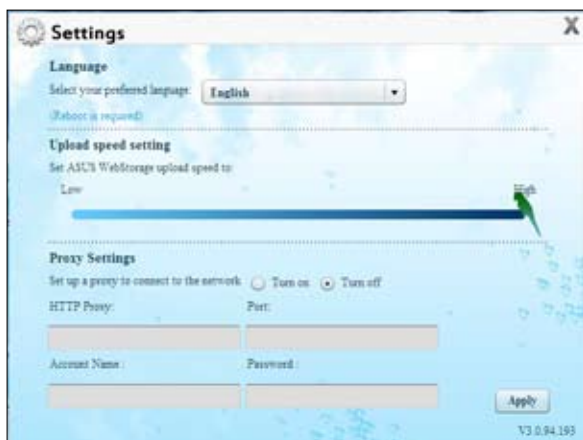 Settings
X
Language
Select your preferred language:
English
(Reboot is required)
Upload speed setting
Set ASUS WebStorage upload speed to:
Low
High
Proxy Settings
Set up a proxy to connect to the network
Turn on
Turn off
HTTP Proxy:
Port:
Account Name :
Password :
Apply
V3.0.94.193